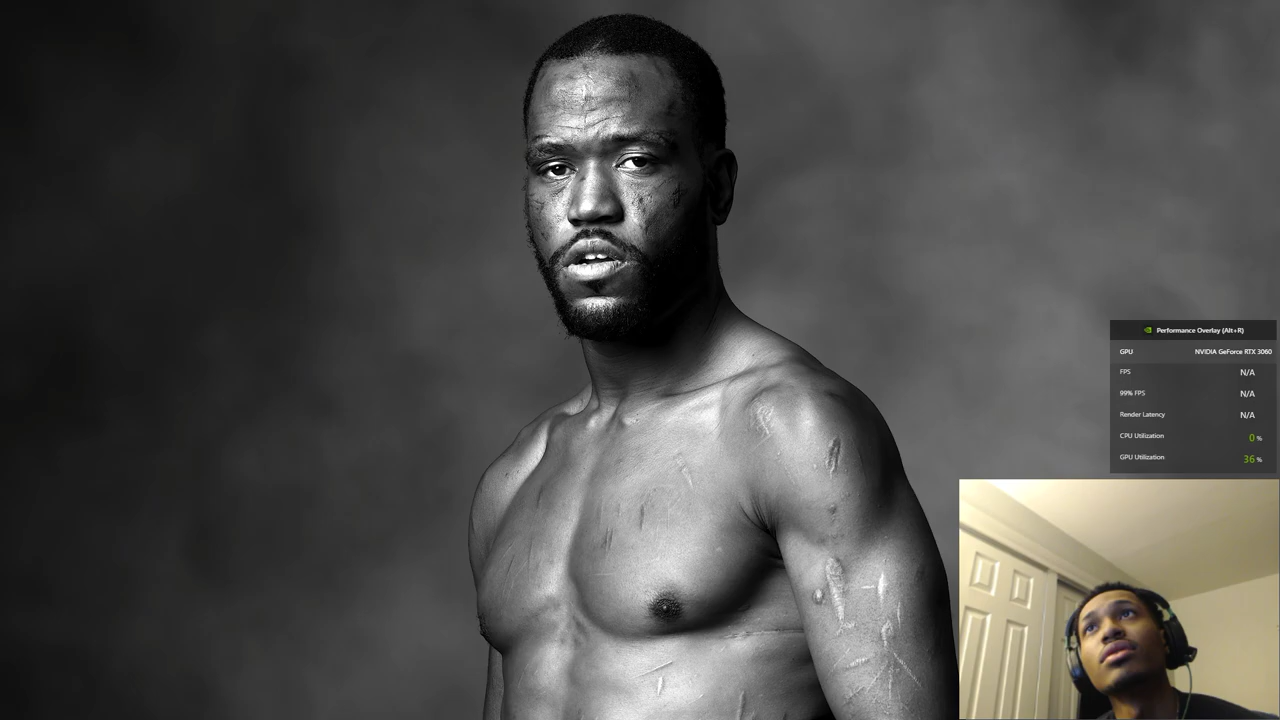 Performance Overlay (Alt+R)
GPU NVIDIA GeForce RTX 3060
FPS N/A
99% FPS N/A
Render Latency N/A
CPU Utilization 0 %
GPU Utilization 36 %